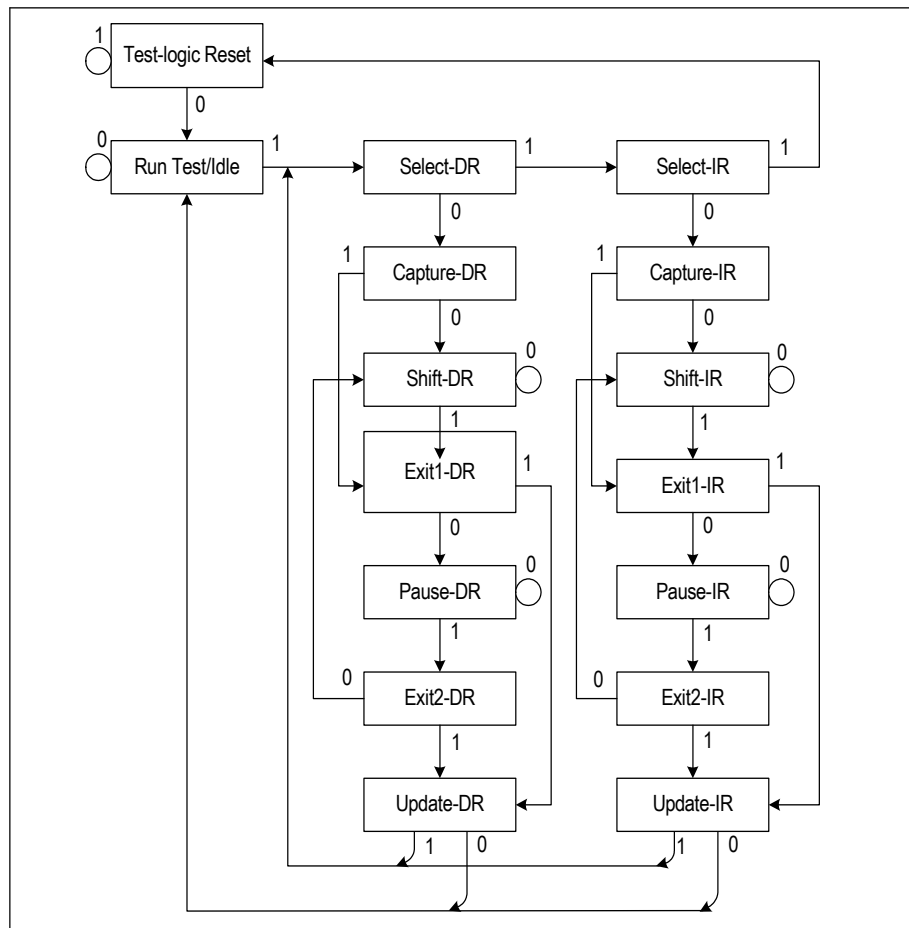 1
Test-logic Reset
0
0
Run Test/Idle
1
Select-DR
1
Select-IR
1
0
0
1
Capture-DR
1
Capture-IR
0
0
0
0
Shift-DR
Shift-IR
1
1
Exit1-DR
1
Exit1-IR
1
0
0
0
0
Pause-DR
Pause-IR
1
1
0
Exit2-DR
0
Exit2-IR
1
1
Update-DR
Update-IR
1
0
1
0